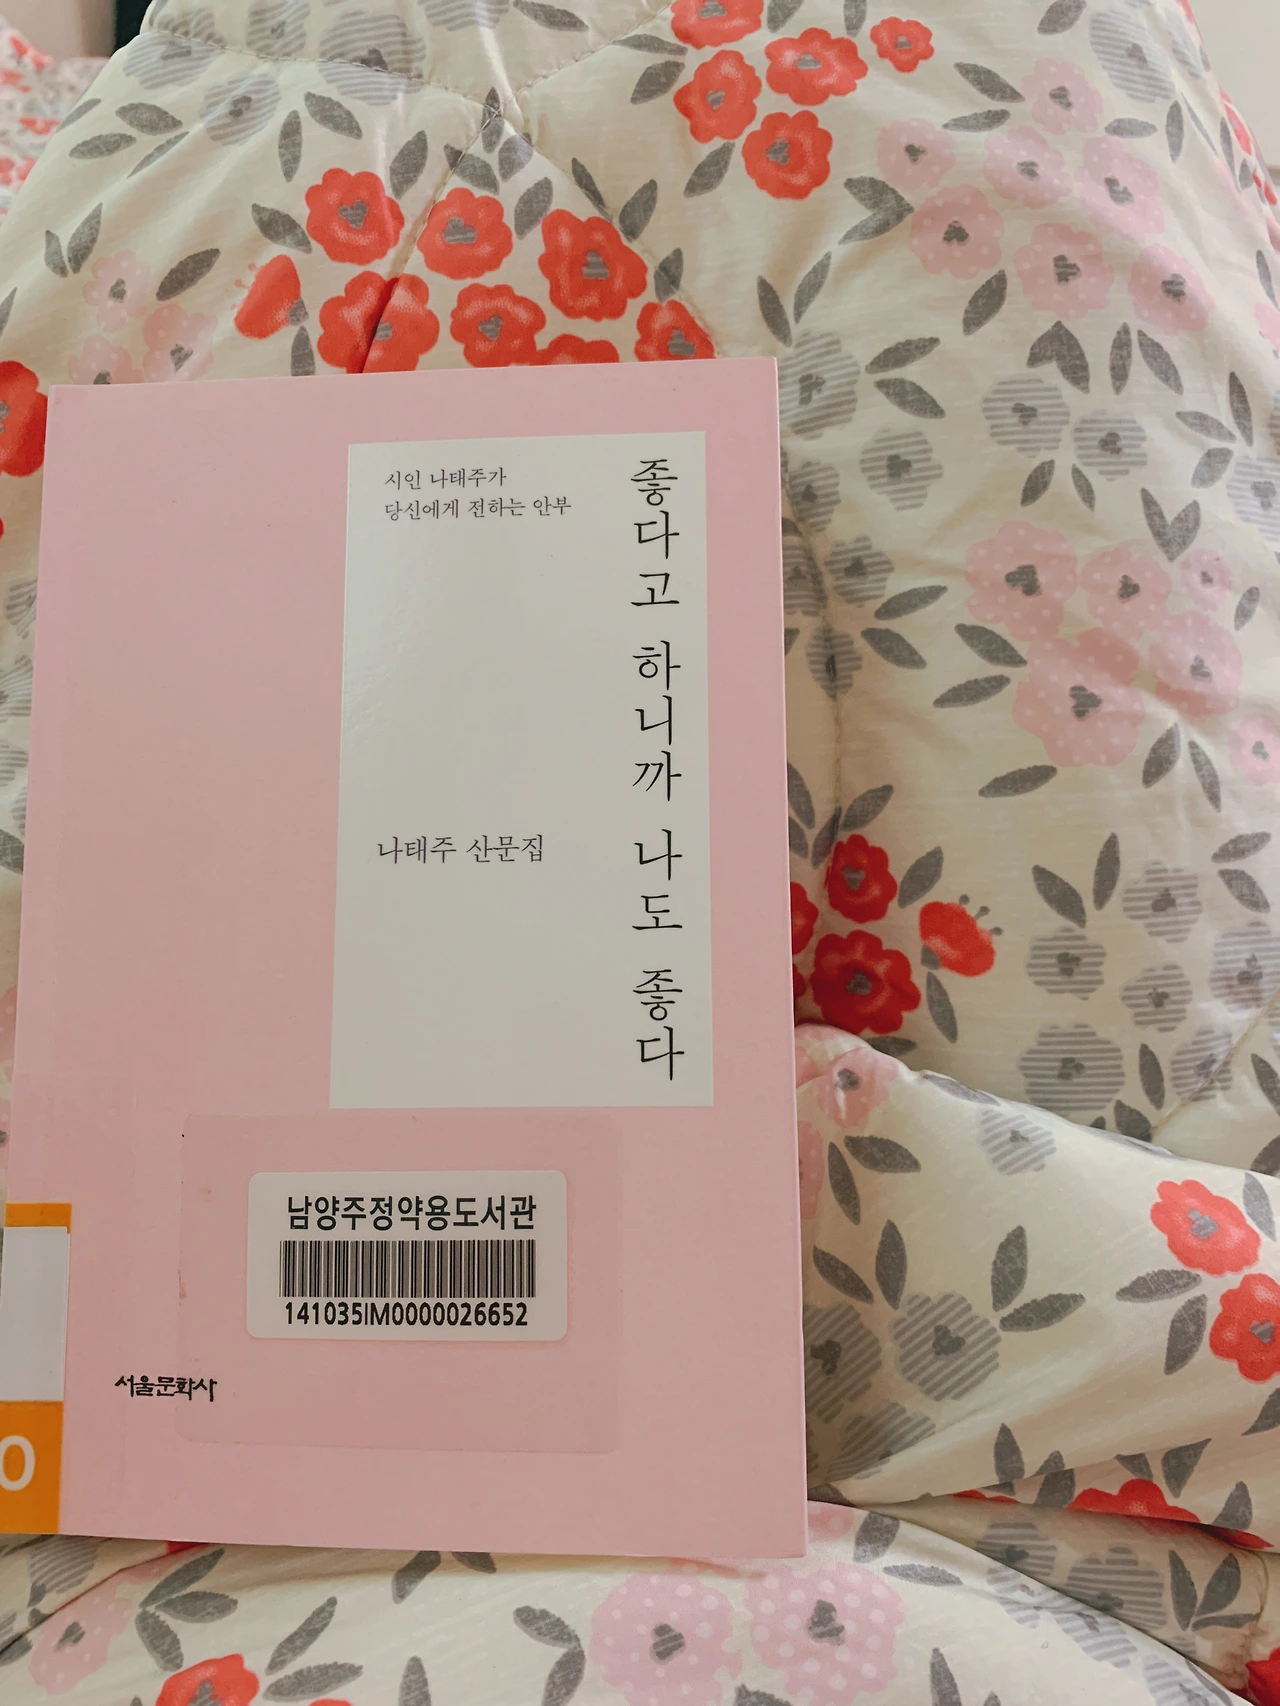 시인 나태주가
당신에게 전하는 안부
좋다고 하니까 나도 좋다
나태주 산문집
남양주정약용도서관
141035IM0000026652
서울문화사
0